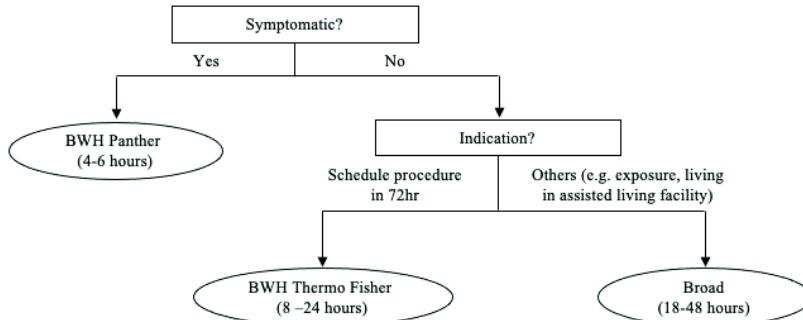 Symptomatic?
Yes
No
BWH Panther
(4-6 hours)
Indication?
Schedule procedure
in 72hr
Others (e.g. exposure, living
in assisted living facility)
BWH Thermo Fisher
(8 –24 hours)
Broad
(18-48 hours)